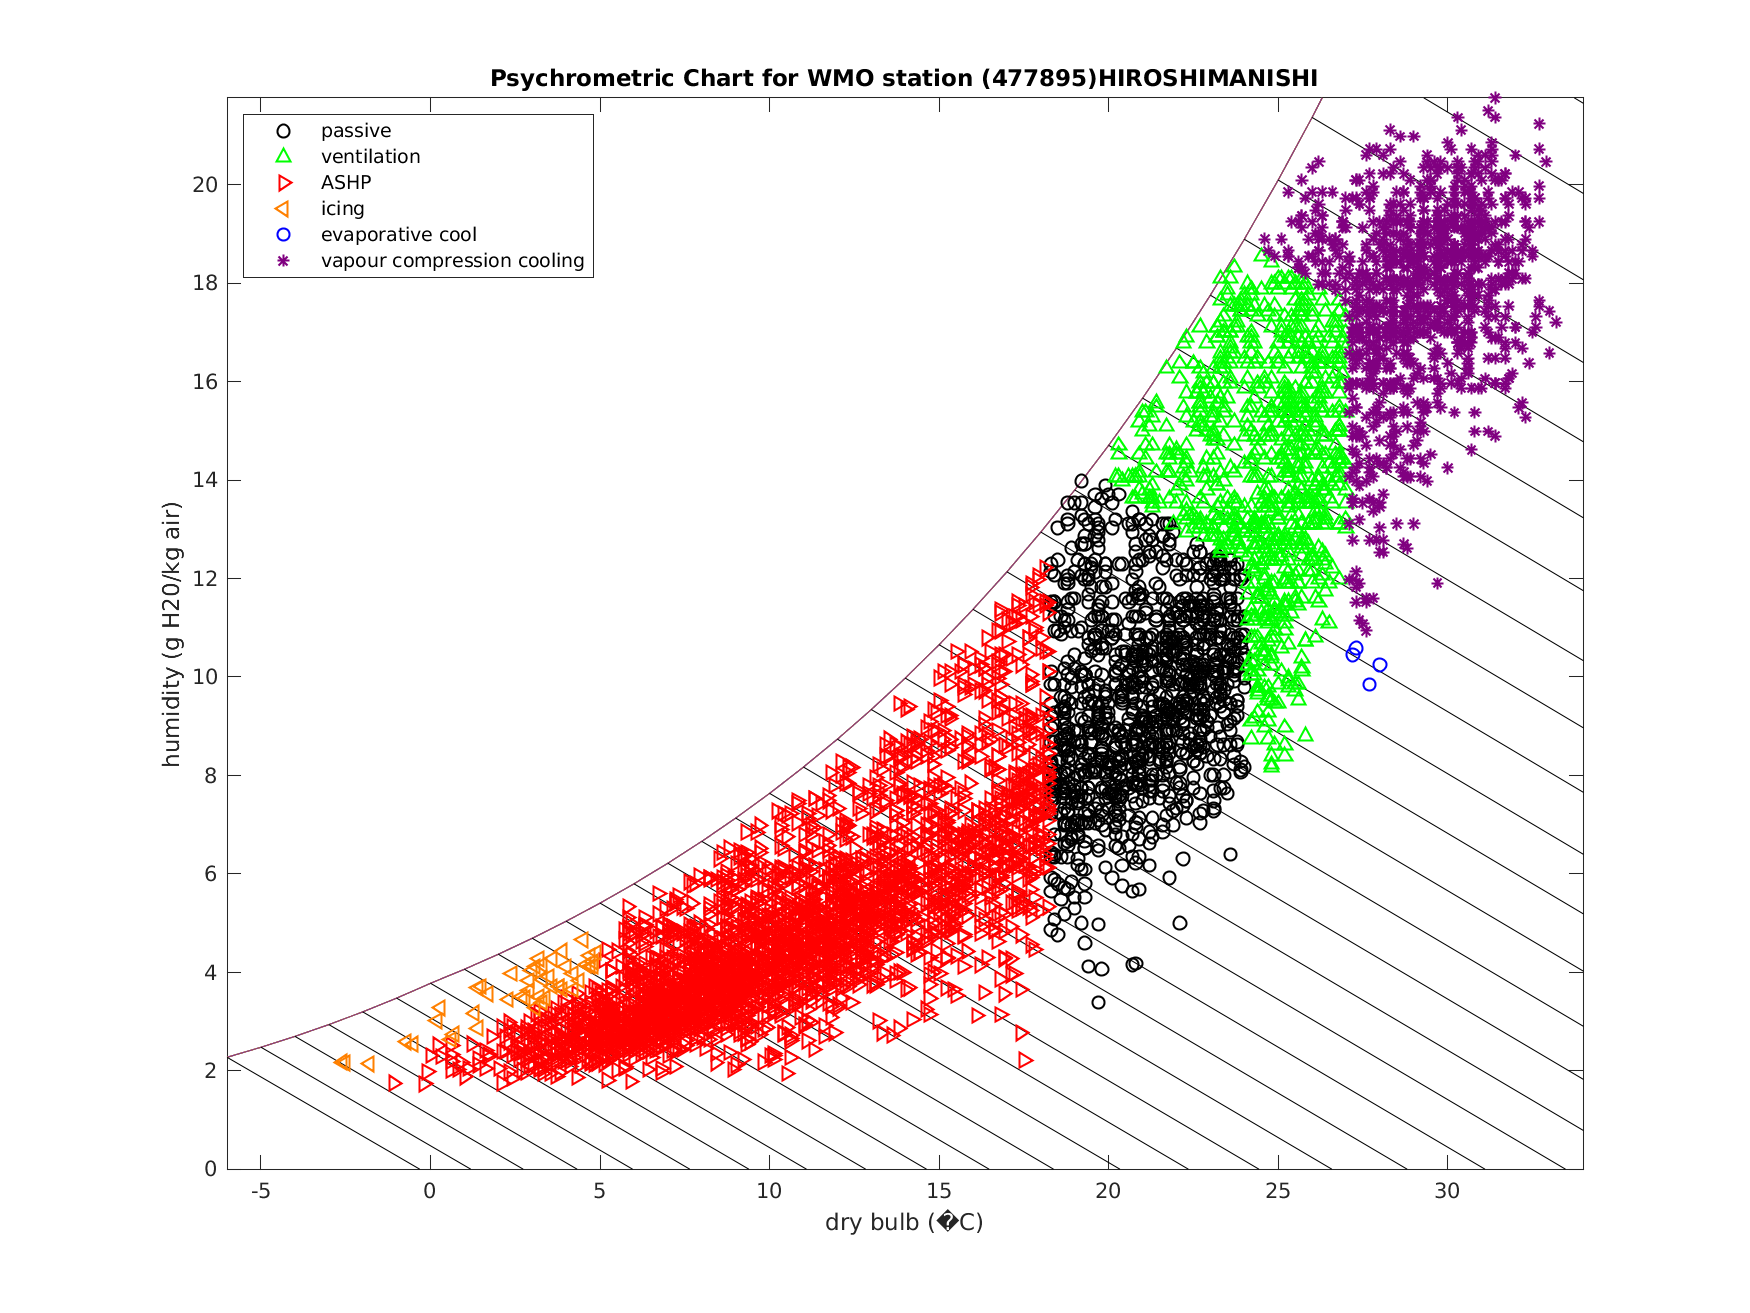 Psychrometric Chart for WMO station (477895)HIROSHIMANISHI
passive
ventilation
ASHP
icing
evaporative cool
vapour compression cooling
humidity (g H20/kg air)
20
18
16
14
12
10
8
6
4
2
0
-5 0 5 10 15 20 25 30
dry bulb (�C)